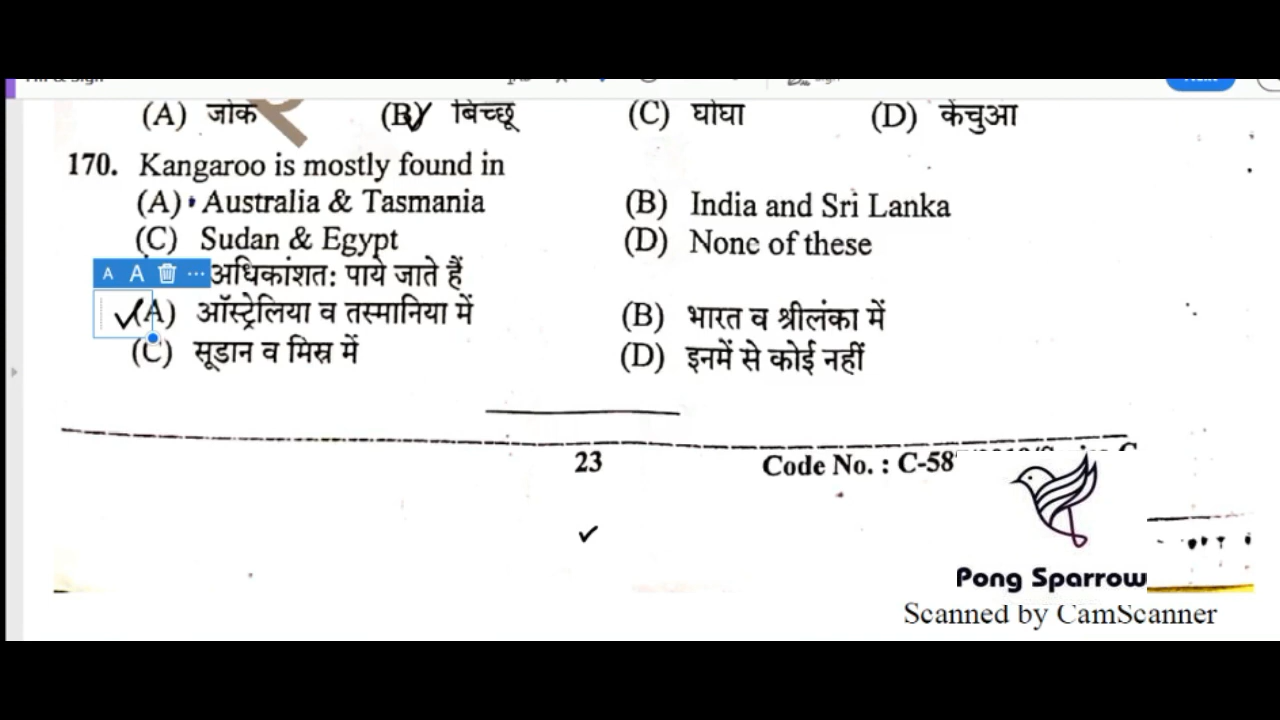 (A) जोंक (B) बिच्छू (C) घोंघा (D) केंचुआ
170. Kangaroo is mostly found in
(A) Australia & Tasmania (B) India and Sri Lanka
(C) Sudan & Egypt (D) None of these
A A ... अधिकांशत: पाये जाते हैं
(A) ऑस्ट्रेलिया व तस्मानिया में (B) भारत व श्रीलंका में
(C) सूडान व मिस्र में (D) इनमें से कोई नहीं
23 Code No. : C-58
Pong Sparrow
Scanned by CamScanner